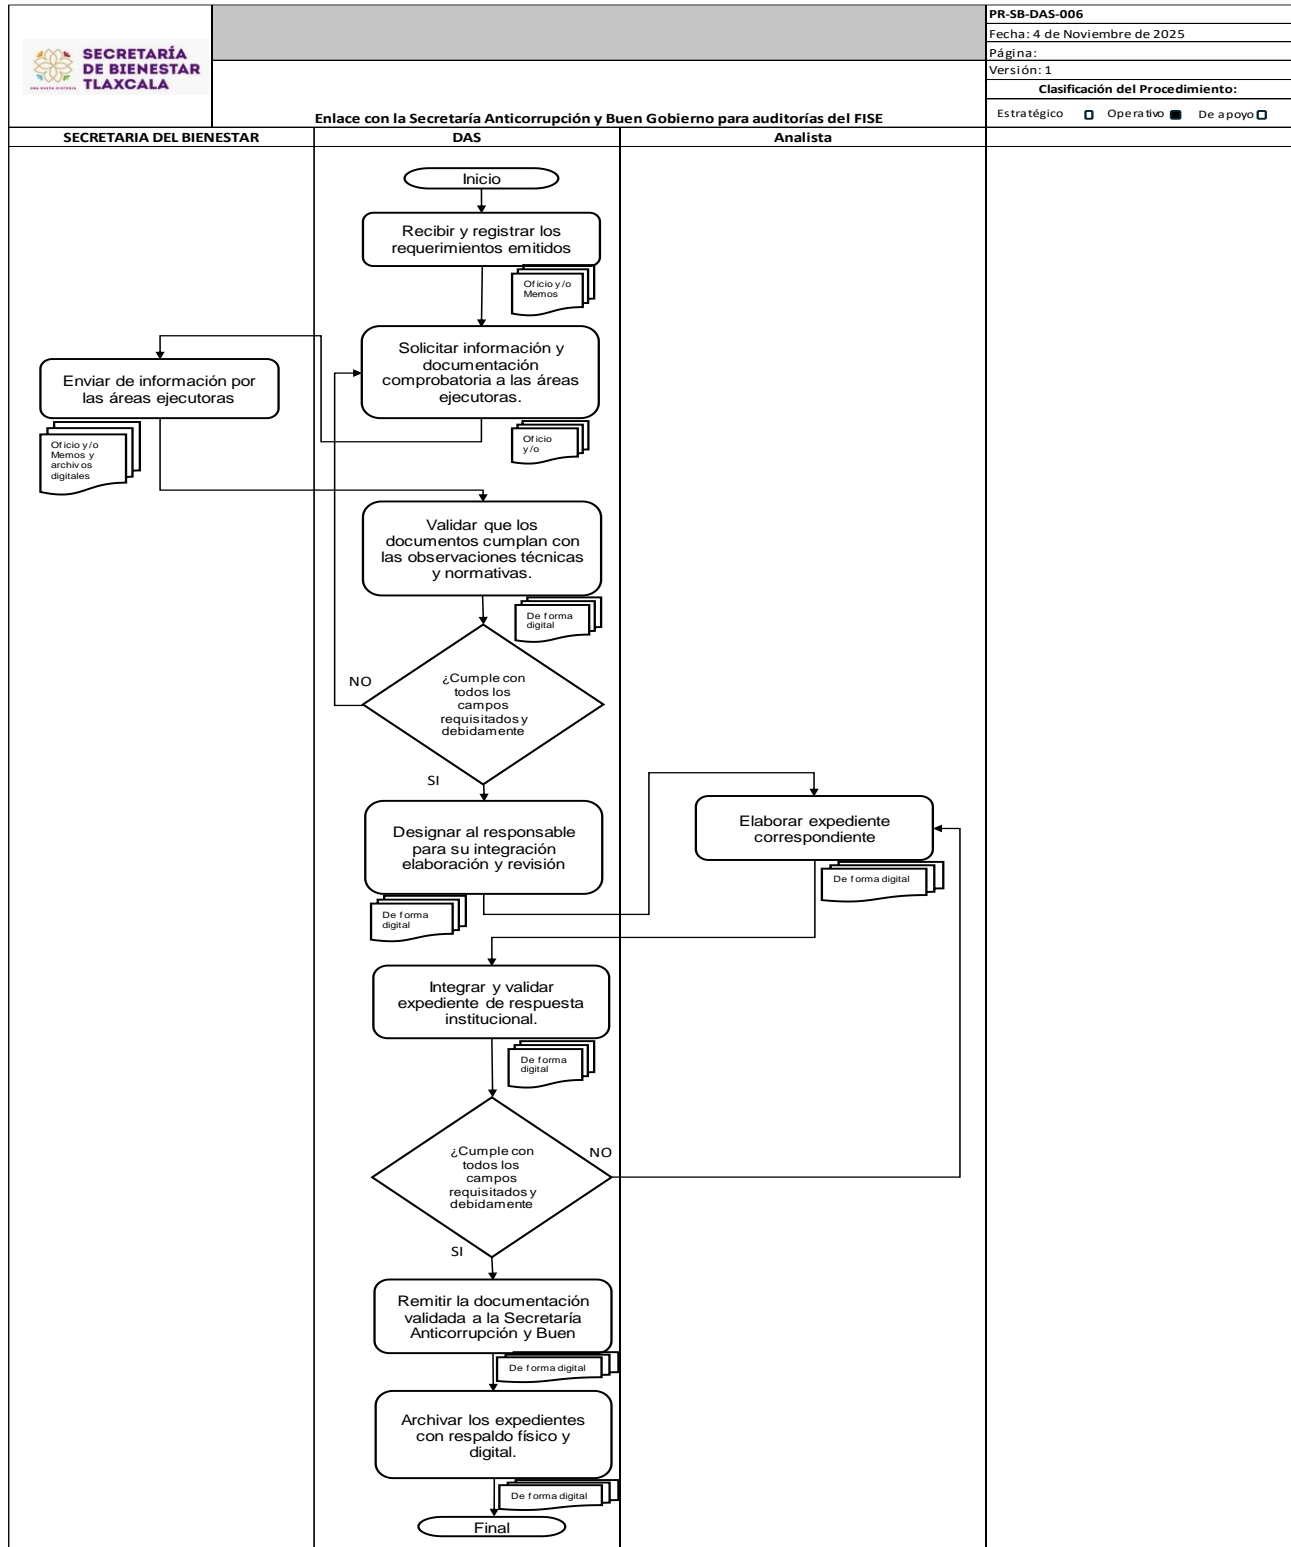 PR-SB-DAS-006
Fecha: 4 de Noviembre de 2025
Página:
Versión: 1
Clasificación del Procedimiento:
Estratégico Operativo De apoyo
SECRETARÍA
DE BIENESTAR
TLAXCALA
UNA NUEVA HISTORIA
Enlace con la Secretaría Anticorrupción y Buen Gobierno para auditorías del FISE
SECRETARIA DEL BIENESTAR
DAS
Analista
Inicio
Recibir y registrar los
requerimientos emitidos
Oficio y/o
Memos
Solicitar información y
documentación
comprobatoria a las áreas
ejecutoras.
Oficio
y/o
Enviar de información por
las áreas ejecutoras
Oficio y/o
Memos y
archivos
digitales
Validar que los
documentos cumplan con
las observaciones técnicas
y normativas.
De forma
digital
NO
¿Cumple con
todos los
campos
requisitados y
debidamente
SI
Designar al responsable
para su integración
elaboración y revisión
De forma
digital
Elaborar expediente
correspondiente
De forma digital
Integrar y validar
expediente de respuesta
institucional.
De forma
digital
¿Cumple con
todos los
campos
requisitados y
debidamente
NO
SI
Remitir la documentación
validada a la Secretaría
Anticorrupción y Buen
De forma digital
Archivar los expedientes
con respaldo físico y
digital.
De forma digital
Final